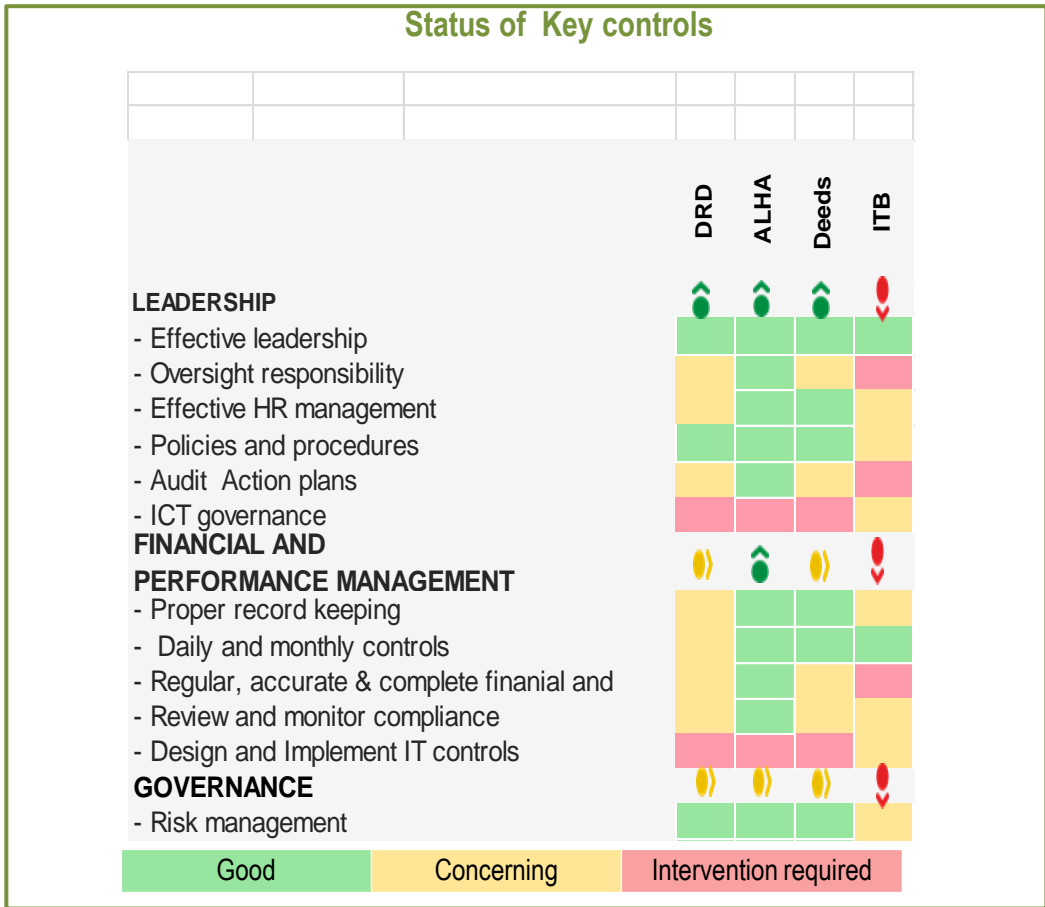 Status of Key controls
DRD
ALHA
Deeds
ITB
LEADERSHIP
- Effective leadership
- Oversight responsibility
- Effective HR management
- Policies and procedures
- Audit Action plans
- ICT governance
FINANCIAL AND
PERFORMANCE MANAGEMENT
- Proper record keeping
- Daily and monthly controls
- Regular, accurate & complete finanial and
- Review and monitor compliance
- Design and Implement IT controls
GOVERNANCE
- Risk management
Good Concerning Intervention required